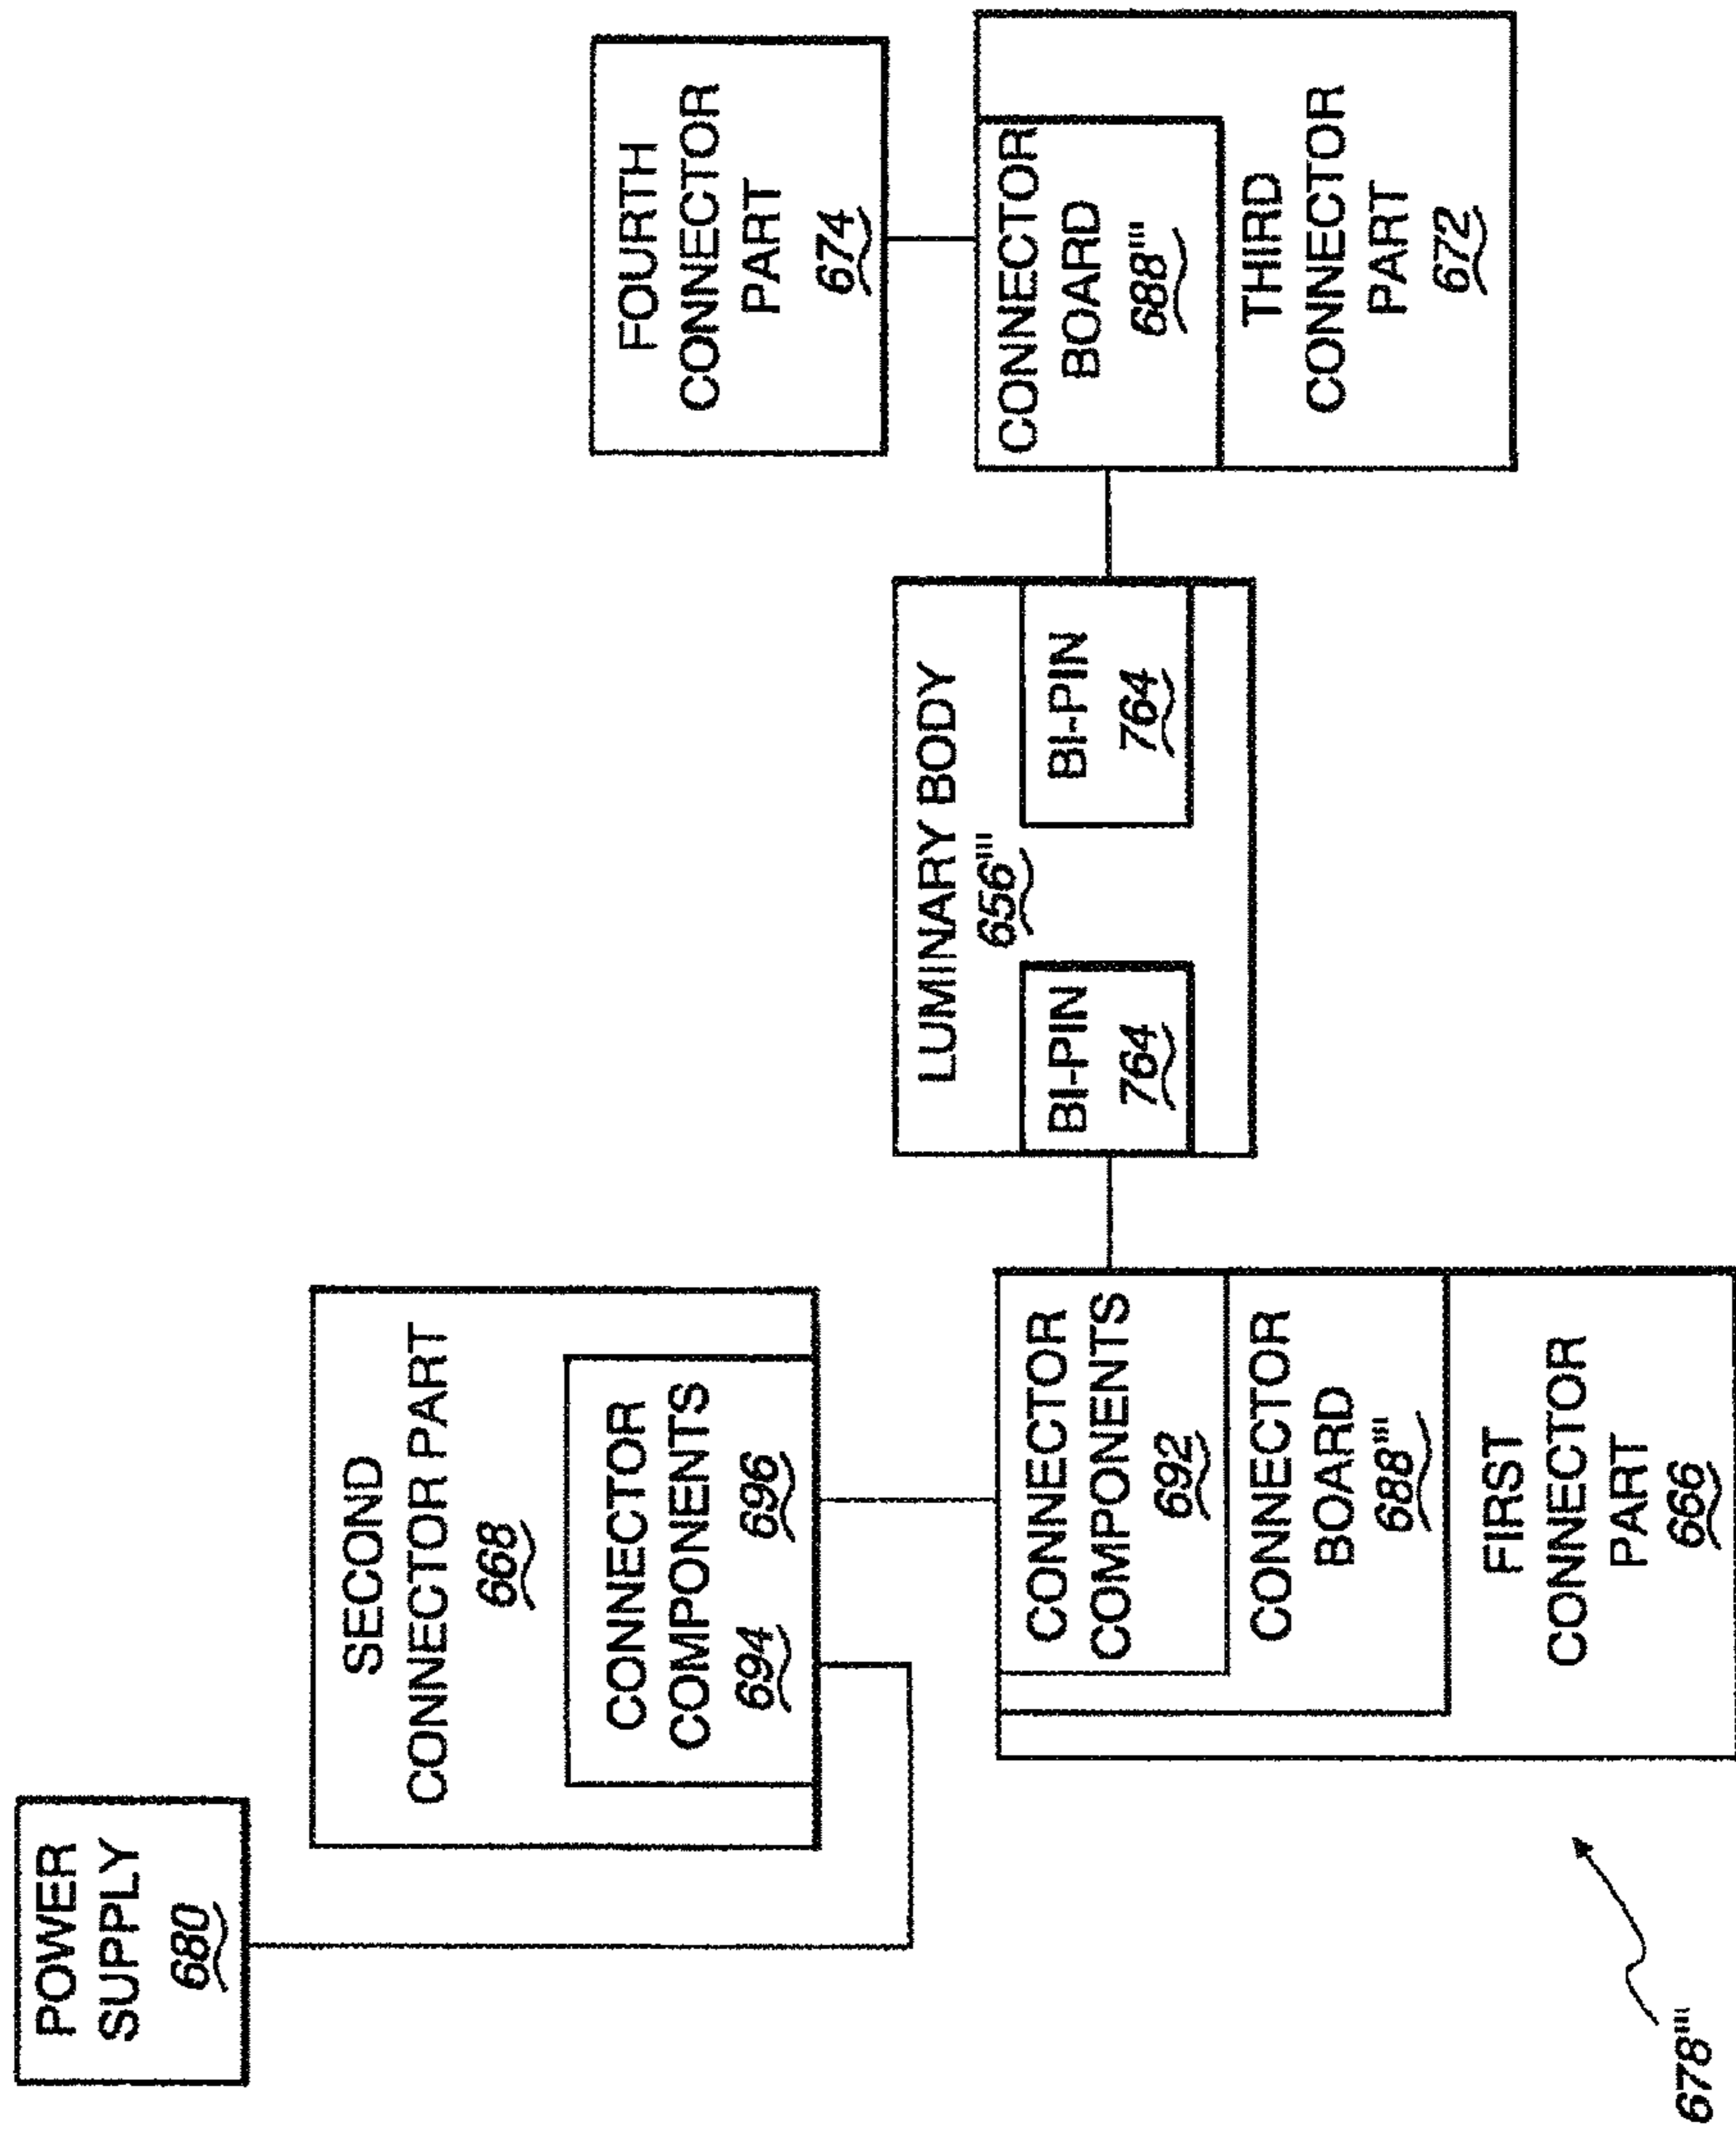 POWER
SUPPLY
680
SECOND
CONNECTOR PART
668
CONNECTOR
COMPONENTS
694 696
FOURTH
CONNECTOR
PART
674
LUMINARY BODY
656''''
BI-PIN
764
BI-PIN
764
CONNECTOR
BOARD
688''''
THIRD
CONNECTOR
PART
672
CONNECTOR
COMPONENTS
692
CONNECTOR
BOARD
688''''
FIRST
CONNECTOR
PART
666
678''''